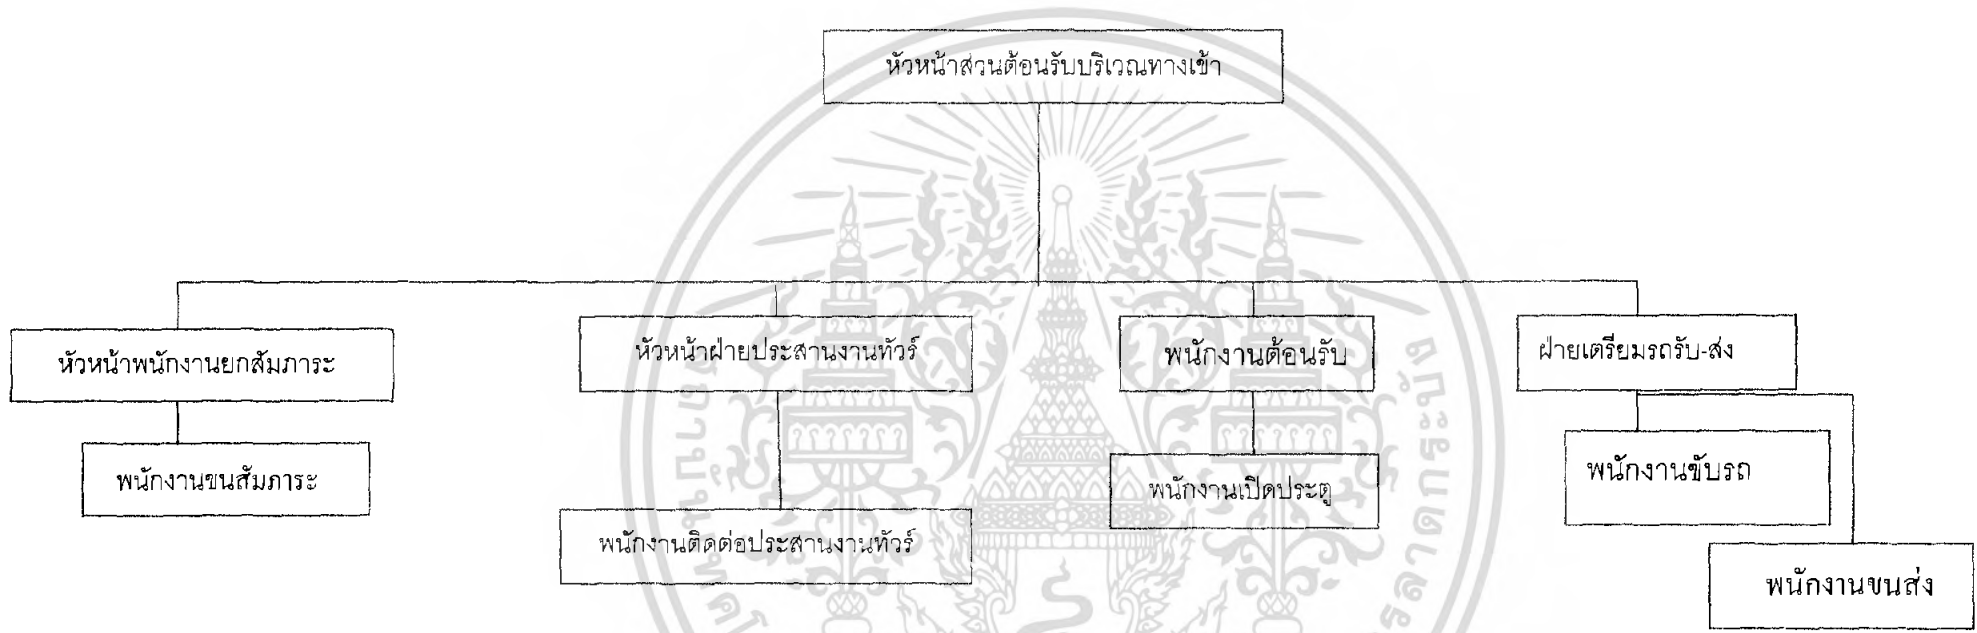 หัวหน้าส่วนต้อนรับบริเวณทางเข้า
หัวหน้าพนักงานยกสัมภาระ
หัวหน้าฝ่ายประสานงานทัวร์
พนักงานต้อนรับ
ฝ่ายเตรียมรถรับ-ส่ง
พนักงานขนสัมภาระ
พนักงานติดต่อประสานงานทัวร์
พนักงานเปิดประตู
พนักงานขับรถ
พนักงานขนส่ง